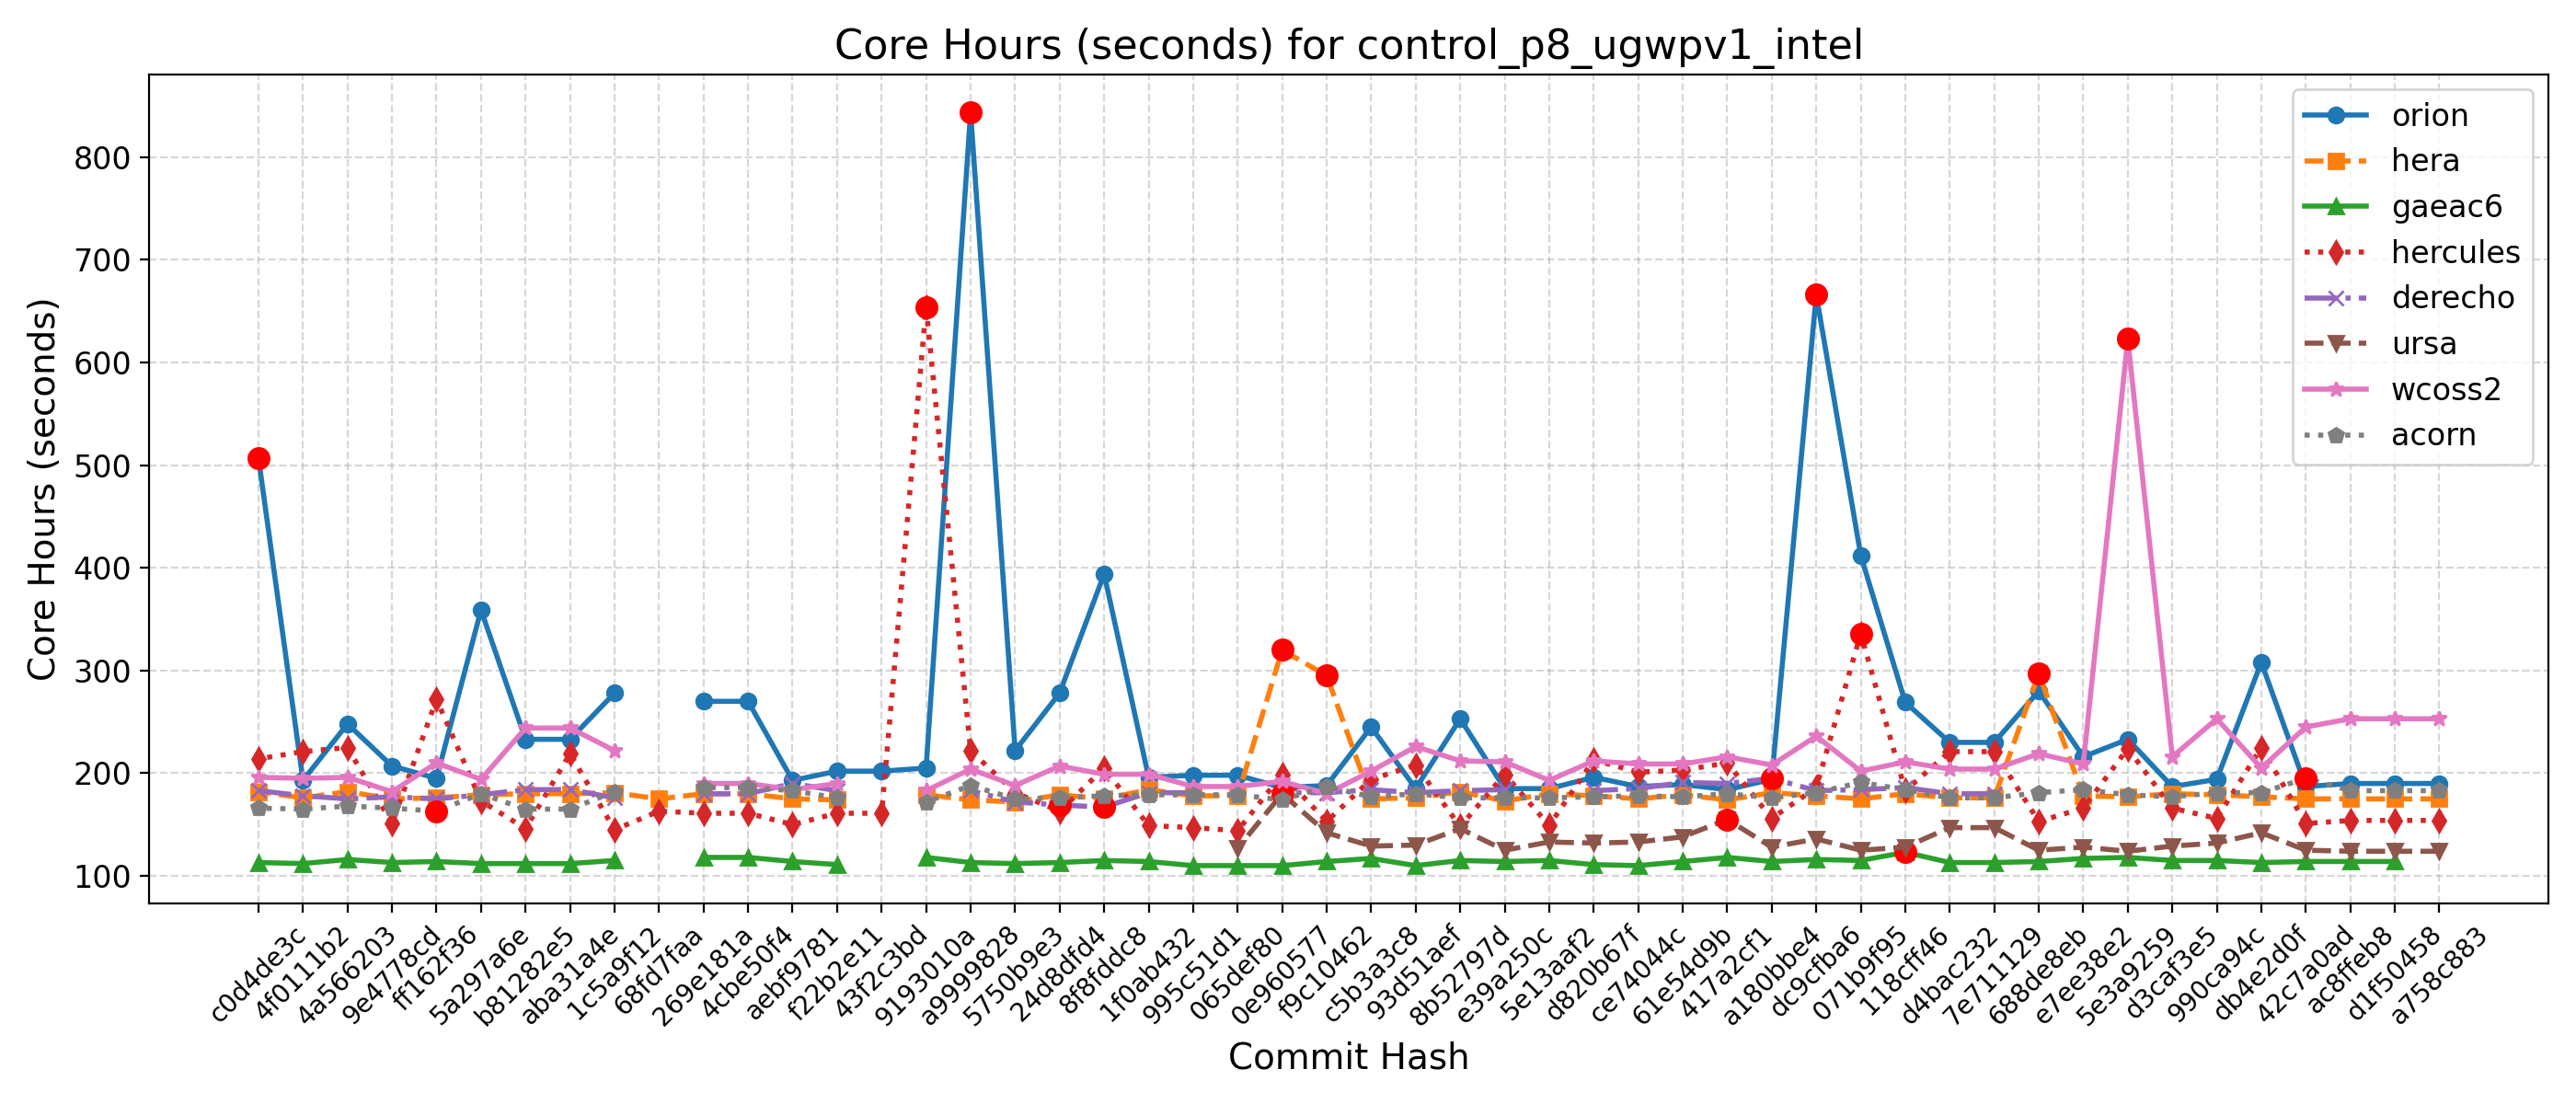 Core Hours (seconds) for control_p8_ugwpv1_intel
Core Hours (seconds)
800
700
600
500
400
300
200
100
orion
hera
gaeac6
hercules
derecho
ursa
wcoss2
acorn
c0d4de3c
4f0111b2
4a566203
9e4778cd
ff162f36
5a297a6e
b81282e5
aba31a4e
1c5a9f12
68fd7faa
269e181a
4cbe50f4
aebf9781
f22b2e11
43f2c3bd
9193010a
a9999828
5750b9e3
24d8dfd4
8f8fddc8
1f0ab432
995c51d1
065def80
0e960577
f9c10462
c5b3a3c8
93d51aef
8b52797d
e39a250c
5e13aaf2
d820b67f
ce74044c
61e54d9b
417a2cf1
a180bbe4
dc9cfba6
071b9f95
118cff46
d4bac232
7e711129
688de8eb
e7ee38e2
5e3a9259
d3caf3e5
990ca94c
db4e2d0f
42c7a0ad
ac8ffeb8
d1f50458
a758c883
Commit Hash